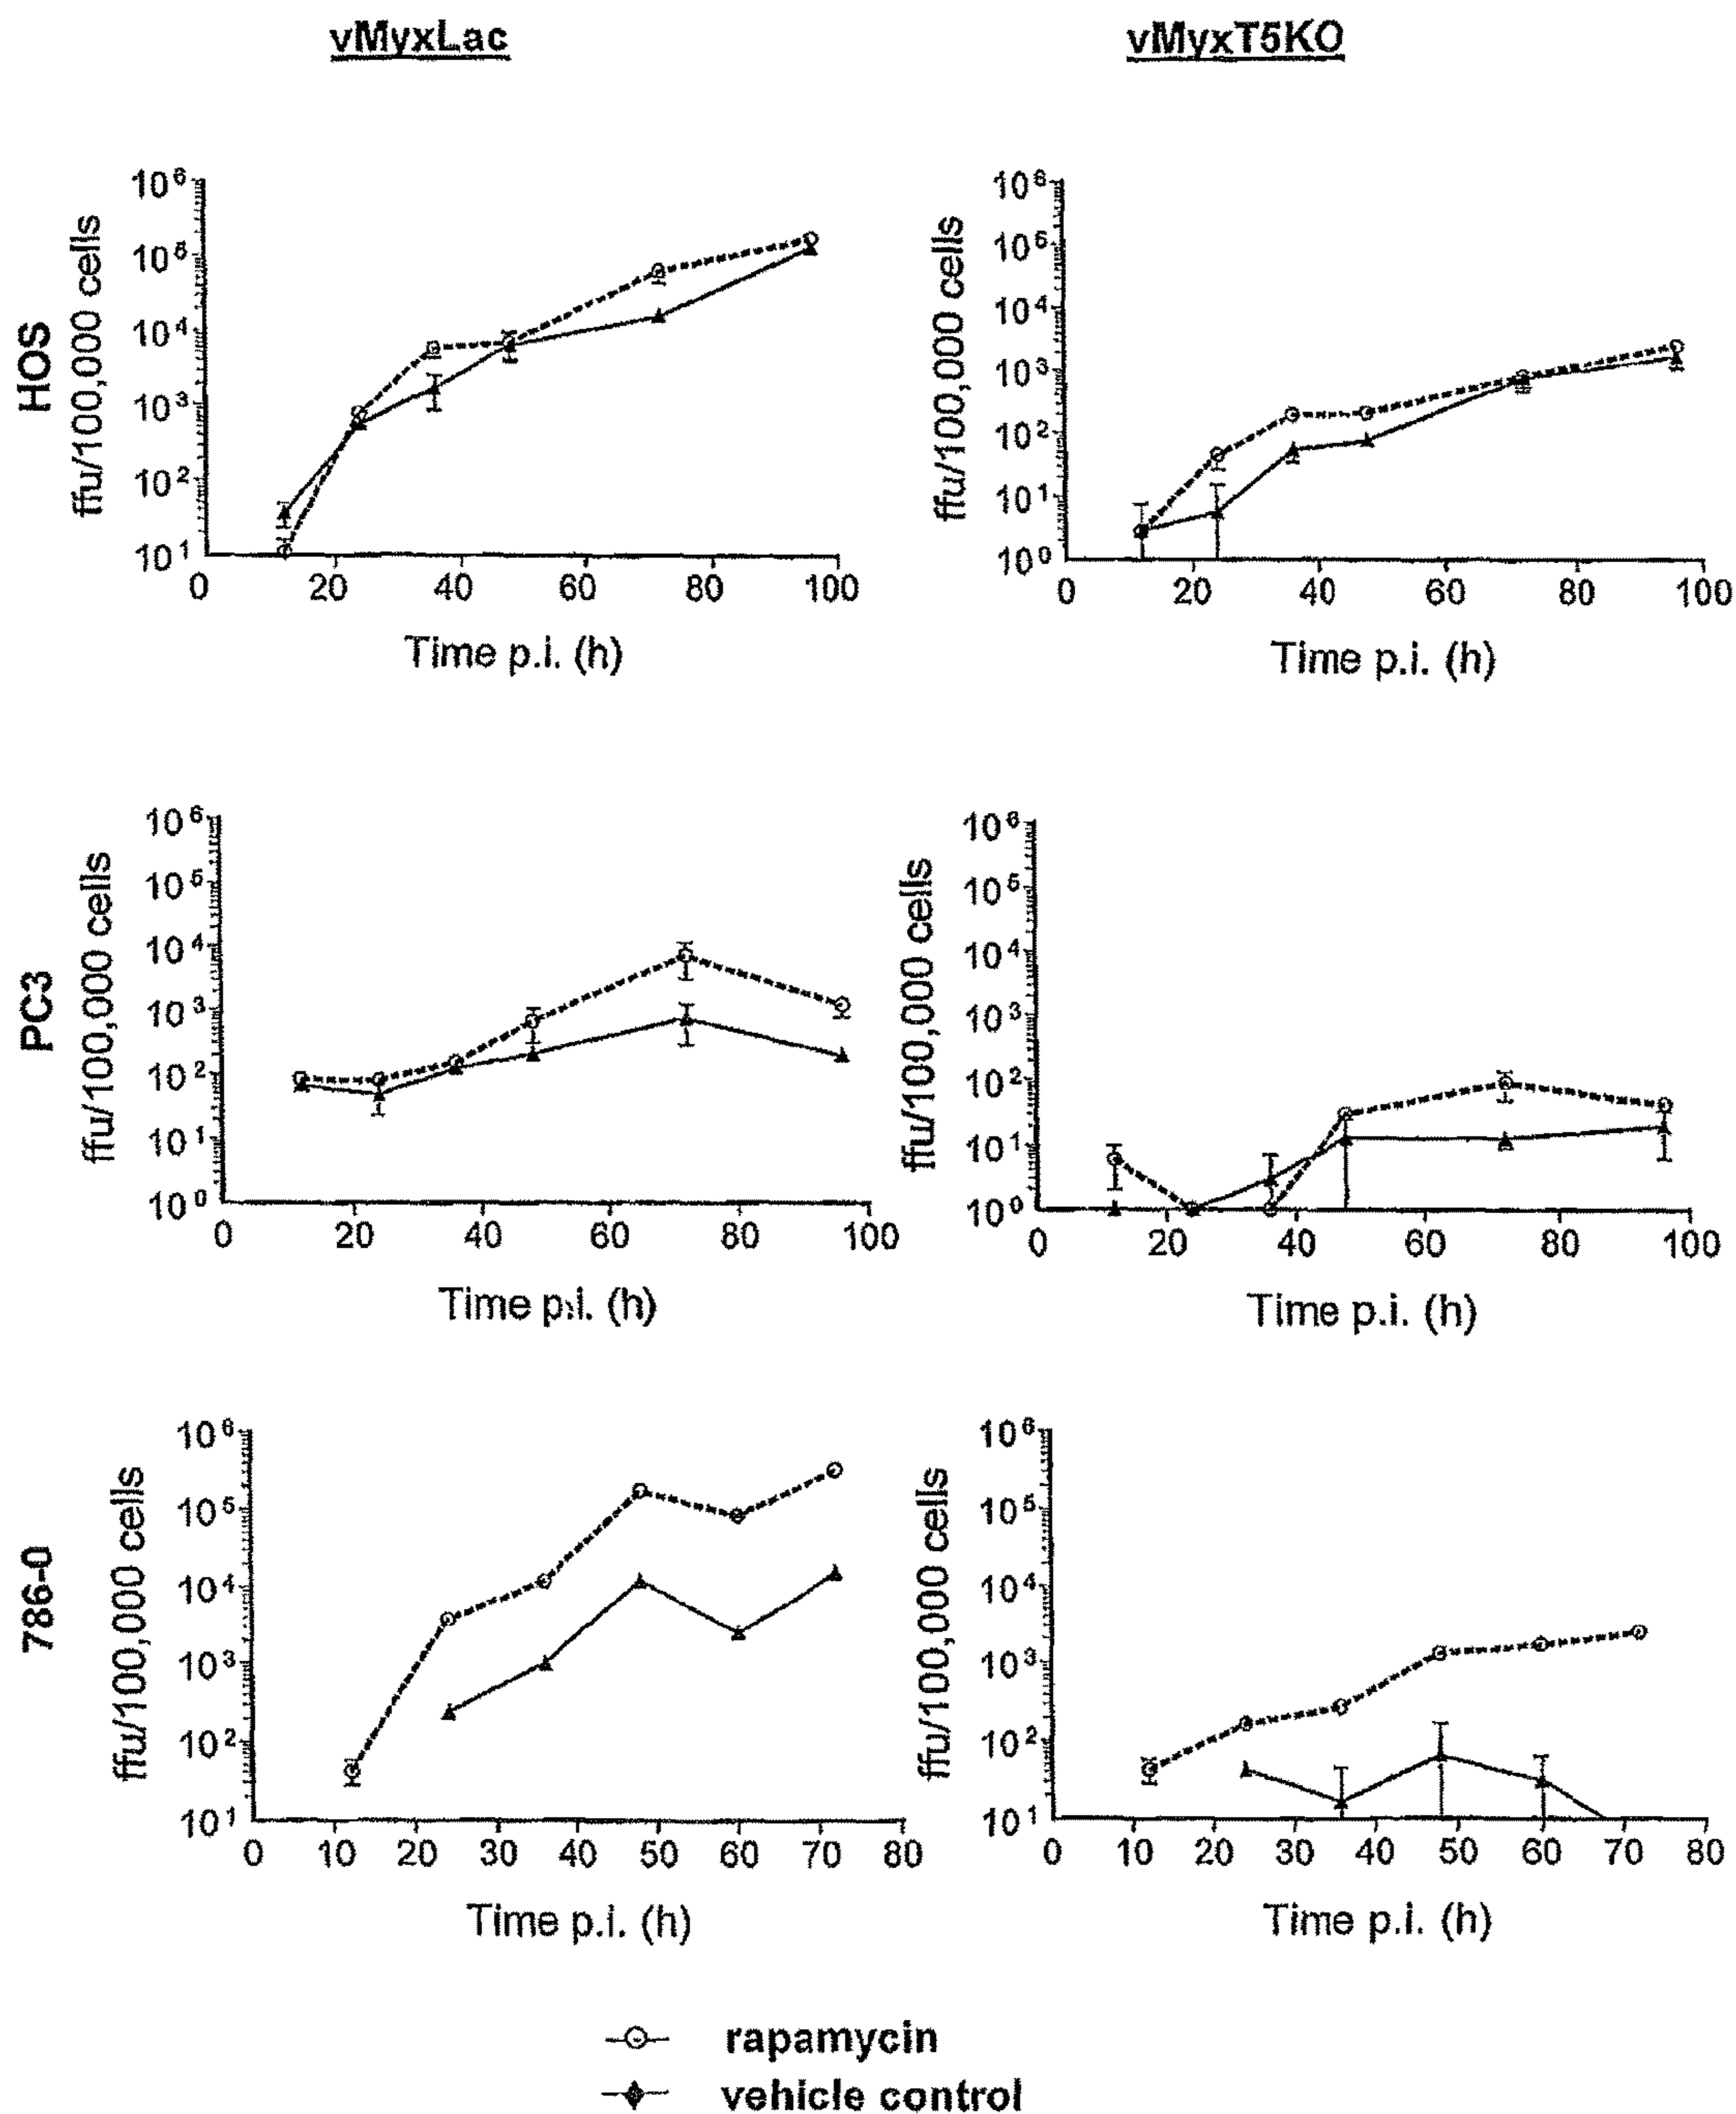 vMyxLac
vMyxT5KO
HOS
ffu/100,000 cells
10^6
10^5
10^4
10^3
10^2
10^1
0 20 40 60 80 100
Time p.i. (h)
ffu/100,000 cells
10^6
10^5
10^4
10^3
10^2
10^1
10^0
0 20 40 60 80 100
Time p.i. (h)
PC3
ffu/100,000 cells
10^6
10^5
10^4
10^3
10^2
10^1
10^0
0 20 40 60 80 100
Time p.i. (h)
ffu/100,000 cells
10^6
10^5
10^4
10^3
10^2
10^1
10^0
0 20 40 60 80 100
Time p.i. (h)
786-0
ffu/100,000 cells
10^6
10^5
10^4
10^3
10^2
10^1
0 10 20 30 40 50 60 70 80
Time p.i. (h)
ffu/100,000 cells
10^6
10^5
10^4
10^3
10^2
10^1
0 10 20 30 40 50 60 70 80
Time p.i. (h)
rapamycin
vehicle control